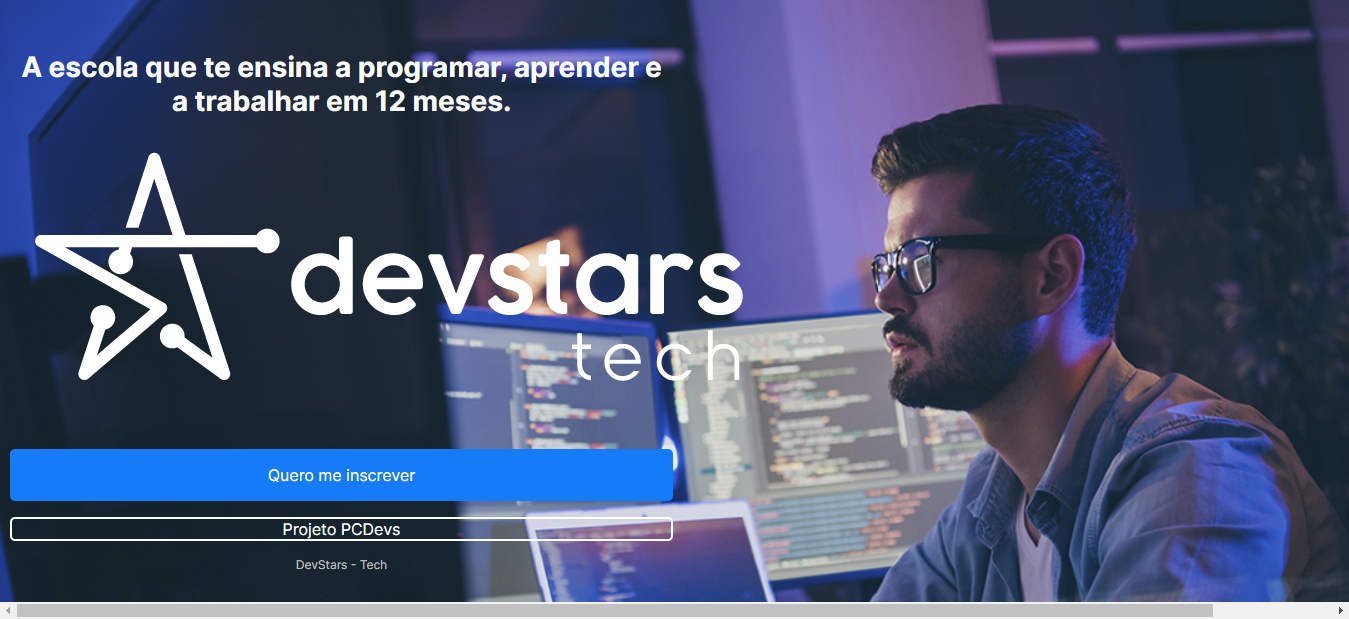 A escola que te ensina a programar, aprender e
a trabalhar em 12 meses.
devstars
tech
Quero me inscrever
Projeto PCDevs
DevStars - Tech